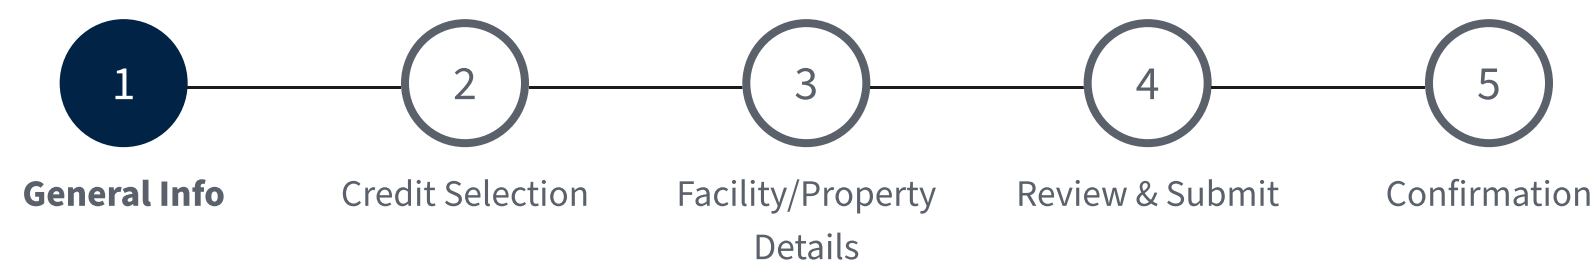 1
2
3
4
5
General Info
Credit Selection
Facility/Property
Details
Review & Submit
Confirmation